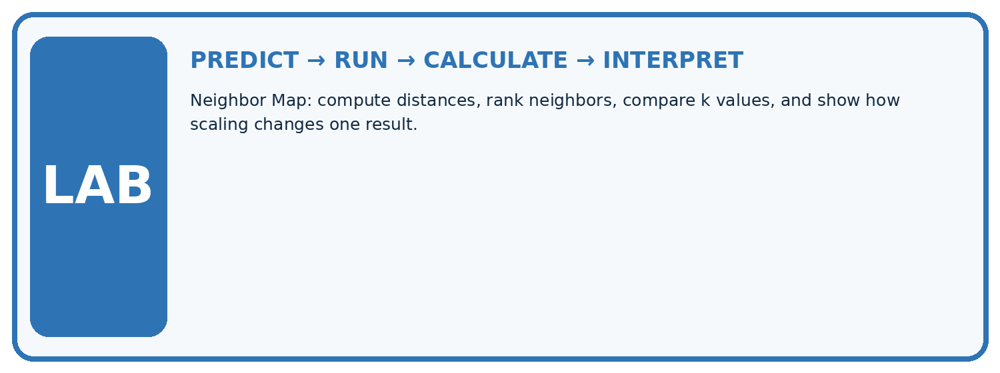 LAB
PREDICT → RUN → CALCULATE → INTERPRET
Neighbor Map: compute distances, rank neighbors, compare k values, and show how
scaling changes one result.